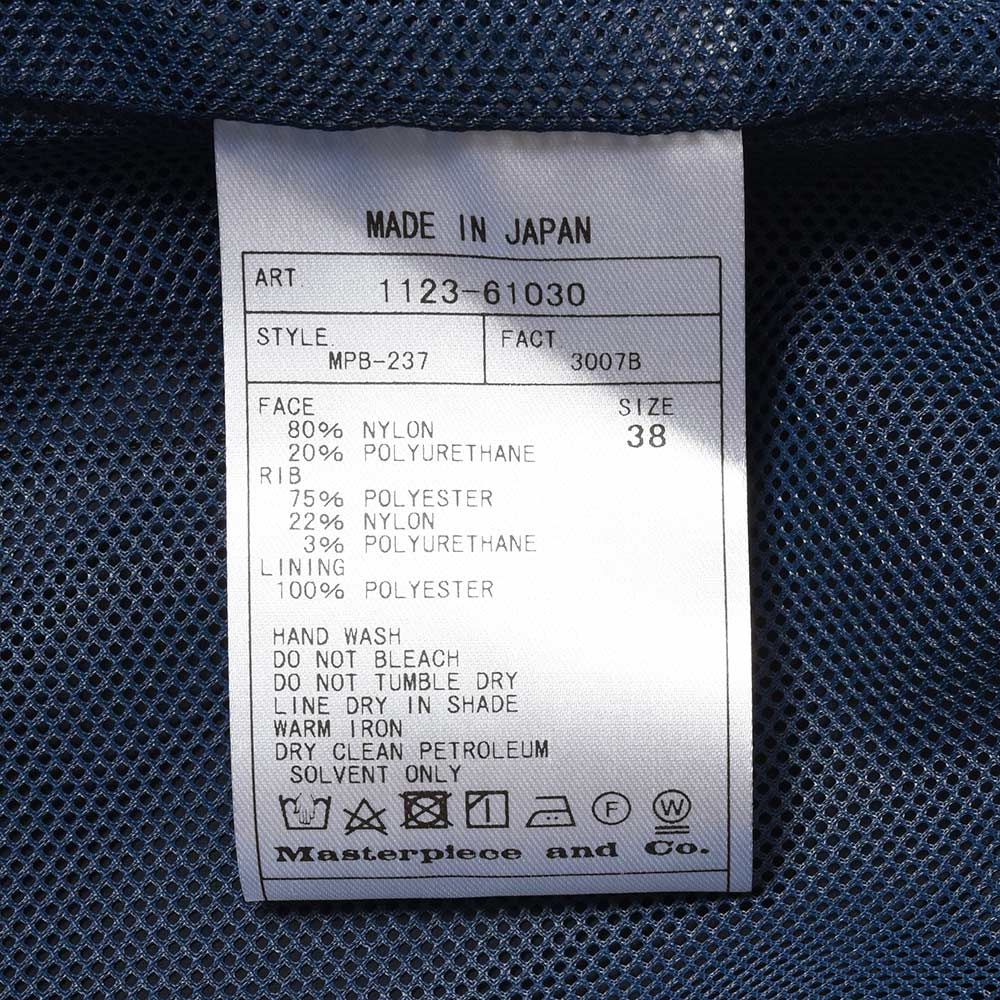 MADE IN JAPAN
ART. 1123-61030
STYLE. FACT.
MPB-237 3007B
FACE SIZE
80% NYLON 38
20% POLYURETHANE
RIB
75% POLYESTER
22% NYLON
3% POLYURETHANE
LINING
100% POLYESTER
HAND WASH
DO NOT BLEACH
DO NOT TUMBLE DRY
LINE DRY IN SHADE
WARM IRON
DRY CLEAN PETROLEUM
SOLVENT ONLY
F W
Masterpiece and Co.